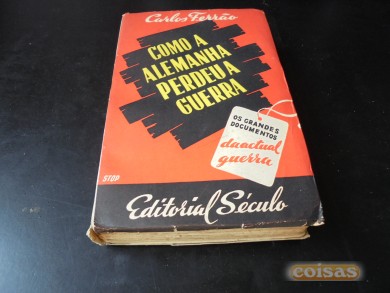 Carlos Ferrão
COMO A
ALEMANHA
PERDEU A
GUERRA
OS GRANDES
DOCUMENTOS
da actual
guerra
STOP
Editorial Século
coisas